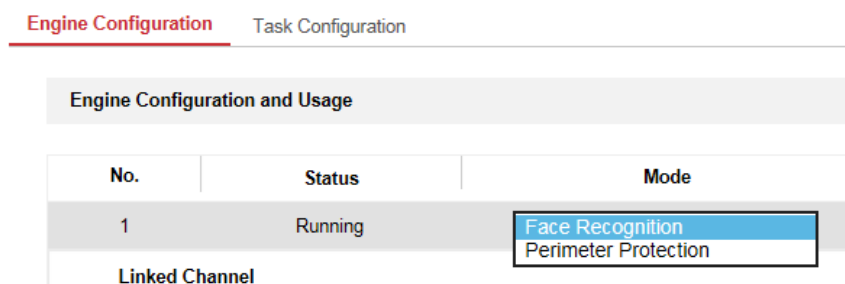 Engine Configuration Task Configuration
Engine Configuration and Usage
No. Status Mode
1 Running Face Recognition
Perimeter Protection
Linked Channel